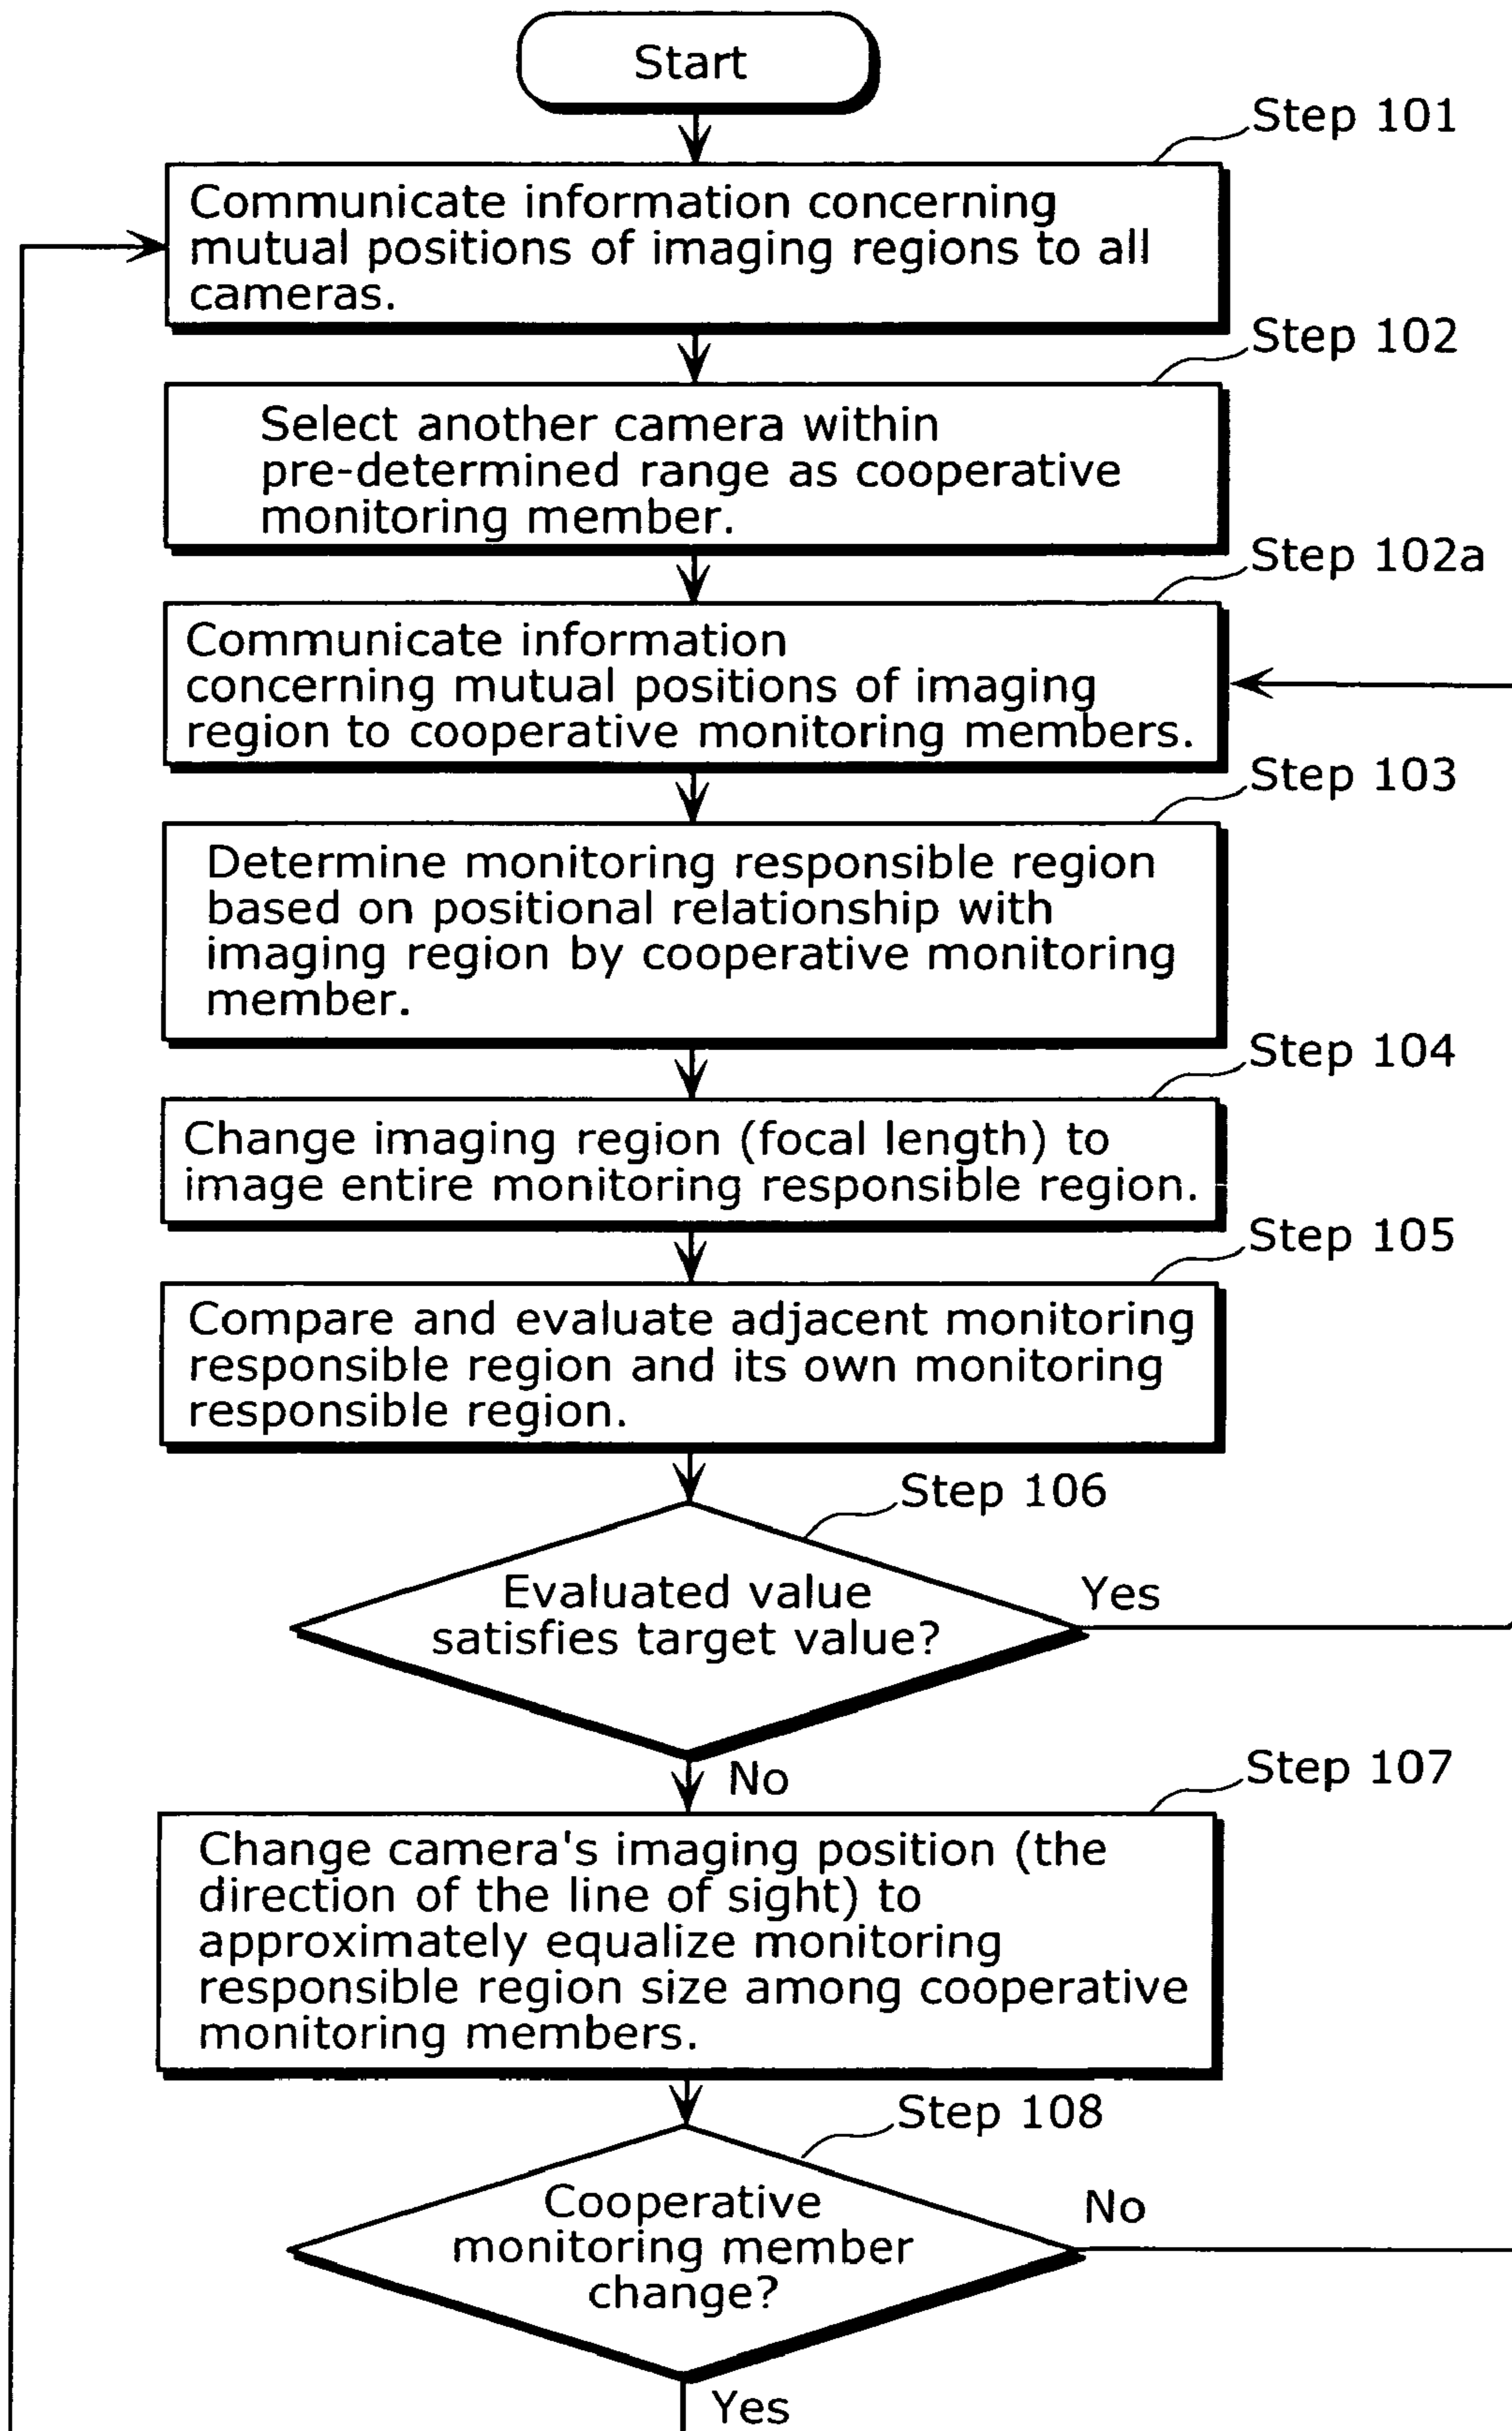 Start
Step 101
Communicate information concerning
mutual positions of imaging regions to all
cameras.
Step 102
Select another camera within
pre-determined range as cooperative
monitoring member.
Step 102a
Communicate information
concerning mutual positions of imaging
region to cooperative monitoring members.
Step 103
Determine monitoring responsible region
based on positional relationship with
imaging region by cooperative monitoring
member.
Step 104
Change imaging region (focal length) to
image entire monitoring responsible region.
Step 105
Compare and evaluate adjacent monitoring
responsible region and its own monitoring
responsible region.
Step 106
Evaluated value
satisfies target value?
Yes
No
Step 107
Change camera's imaging position (the
direction of the line of sight) to
approximately equalize monitoring
responsible region size among cooperative
monitoring members.
Step 108
Cooperative
monitoring member
change?
No
Yes